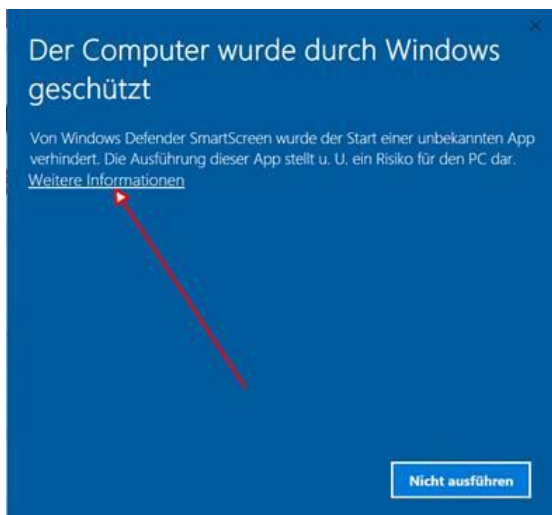 Der Computer wurde durch Windows
geschützt
Von Windows Defender SmartScreen wurde der Start einer unbekannten App
verhindert. Die Ausführung dieser App stellt u. U. ein Risiko für den PC dar.
Weitere Informationen
Nicht ausführen